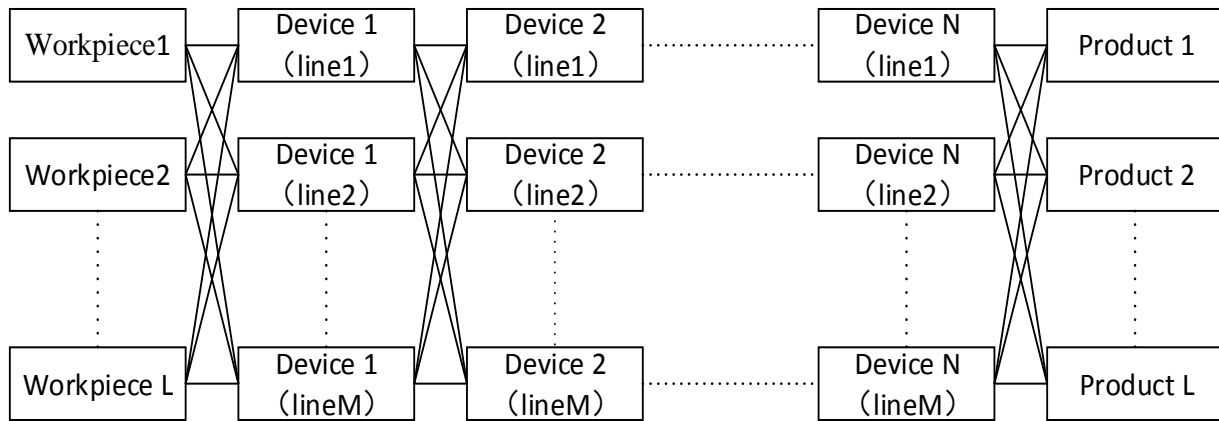 Workpiece1
Device 1
（line1）
Device 2
（line1）
Device N
（line1）
Product 1
Workpiece2
Device 1
（line2）
Device 2
（line2）
Device N
（line2）
Product 2
Workpiece L
Device 1
（lineM）
Device 2
（lineM）
Device N
（lineM）
Product L